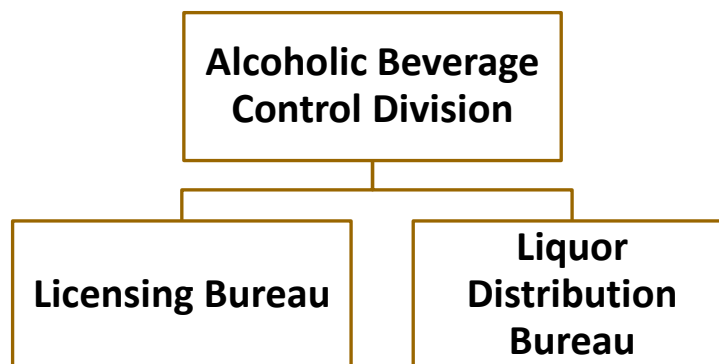 Alcoholic Beverage
Control Division
Licensing Bureau
Liquor
Distribution
Bureau